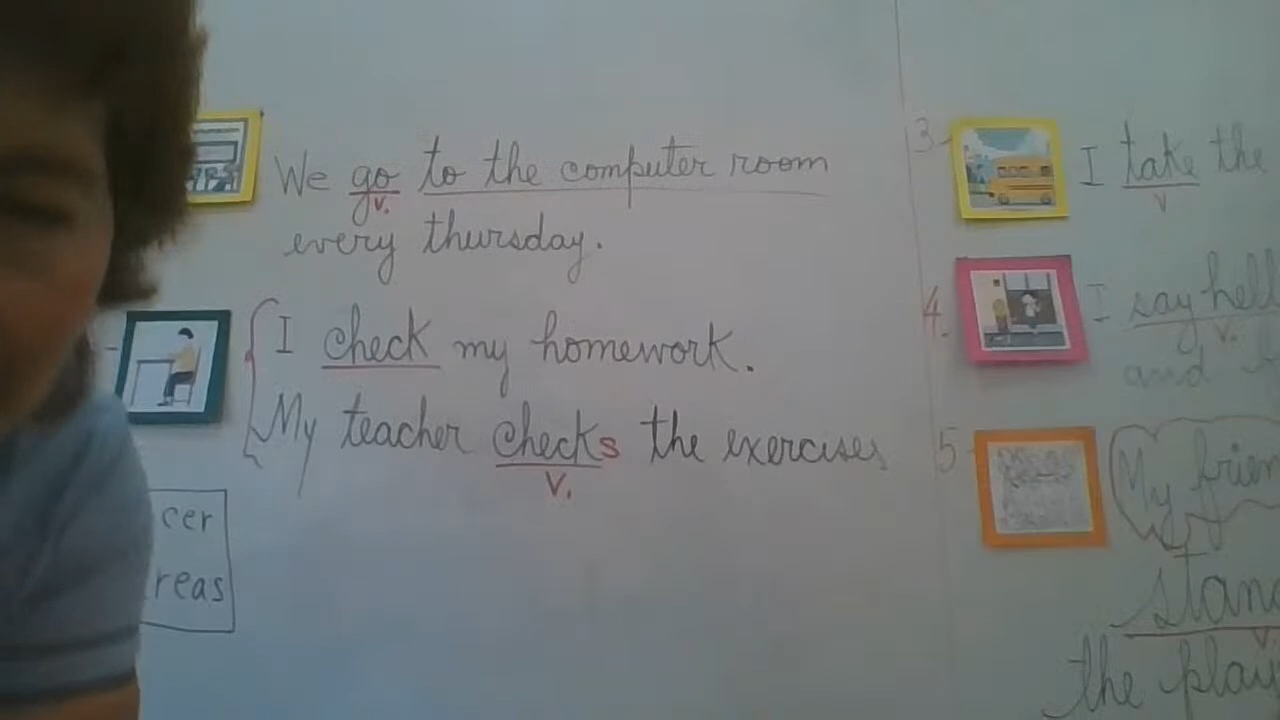 We go to the computer room
v.
every thursday.
I check my homework.
My teacher checks the exercises
v.
cer
reas
3- I take the
v
4. I say hell
v.
and
5- My frien
stan
v.
the play